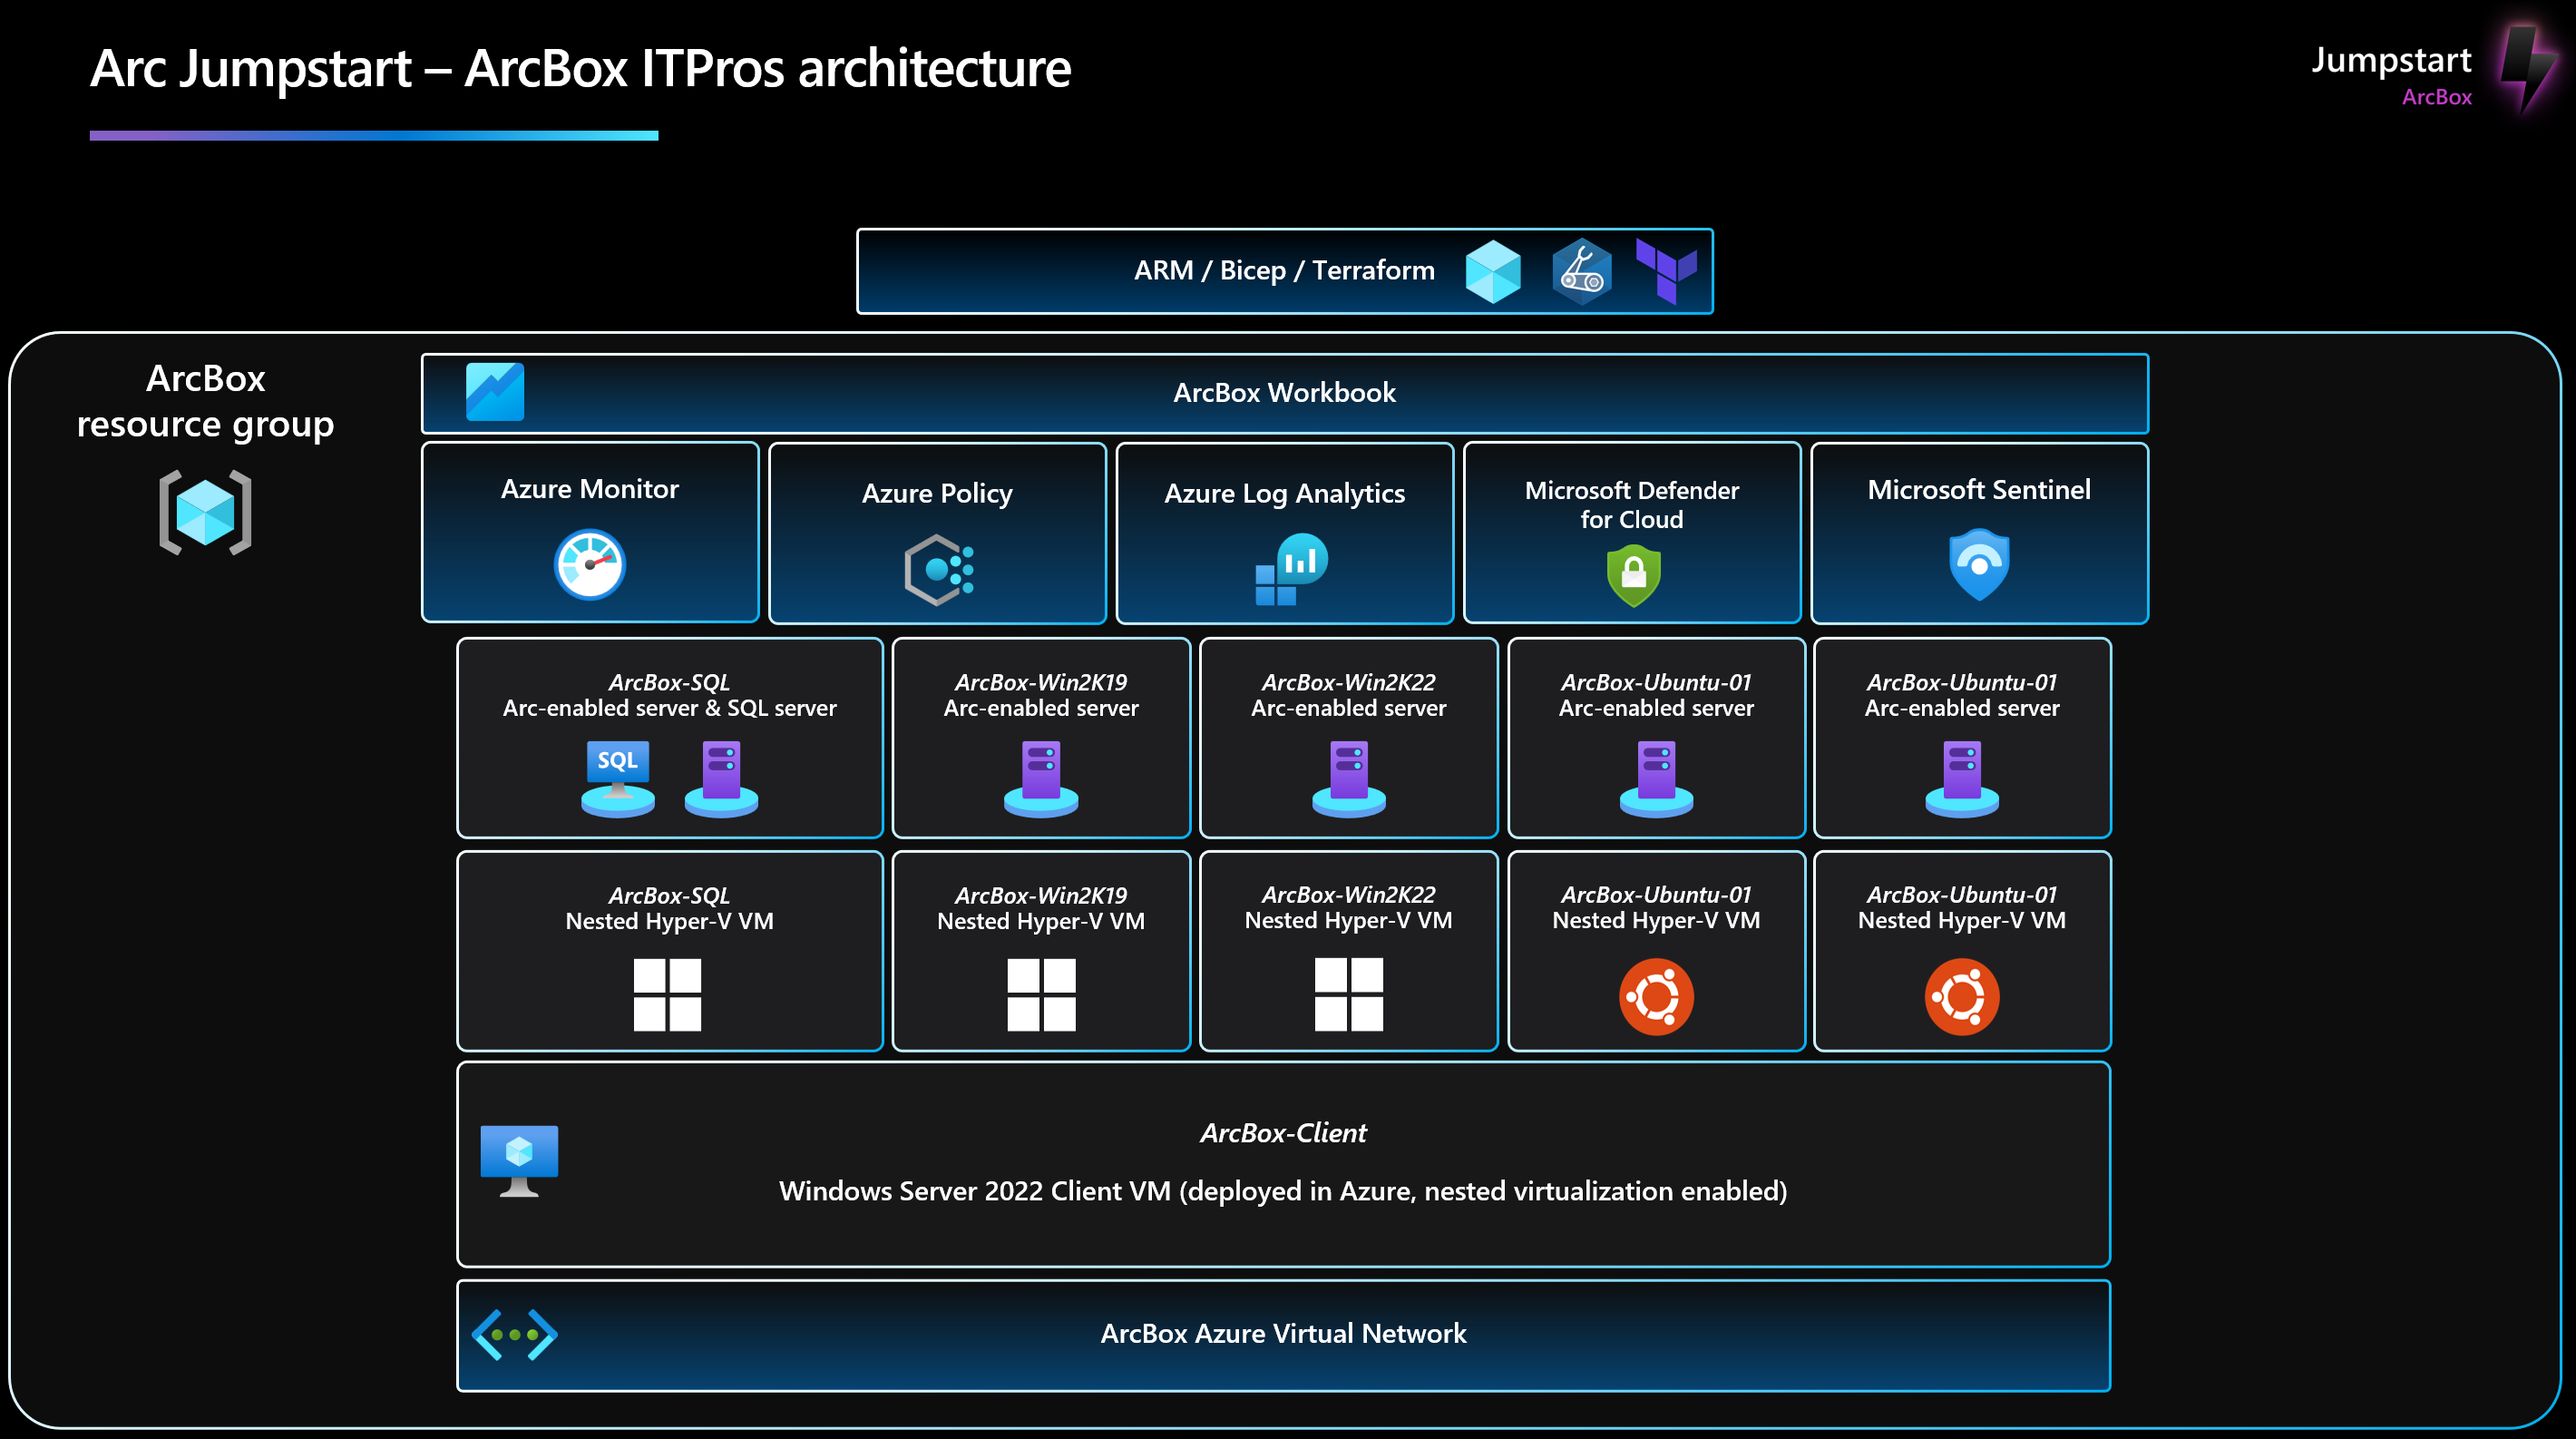 Arc Jumpstart – ArcBox ITPros architecture
Jumpstart
ArcBox
ARM / Bicep / Terraform
ArcBox
resource group
ArcBox Workbook
Azure Monitor
Azure Policy
Azure Log Analytics
Microsoft Defender
for Cloud
Microsoft Sentinel
ArcBox-SQL
Arc-enabled server & SQL server
SQL
ArcBox-Win2K19
Arc-enabled server
ArcBox-Win2K22
Arc-enabled server
ArcBox-Ubuntu-01
Arc-enabled server
ArcBox-Ubuntu-01
Arc-enabled server
ArcBox-SQL
Nested Hyper-V VM
ArcBox-Win2K19
Nested Hyper-V VM
ArcBox-Win2K22
Nested Hyper-V VM
ArcBox-Ubuntu-01
Nested Hyper-V VM
ArcBox-Ubuntu-01
Nested Hyper-V VM
ArcBox-Client
Windows Server 2022 Client VM (deployed in Azure, nested virtualization enabled)
ArcBox Azure Virtual Network